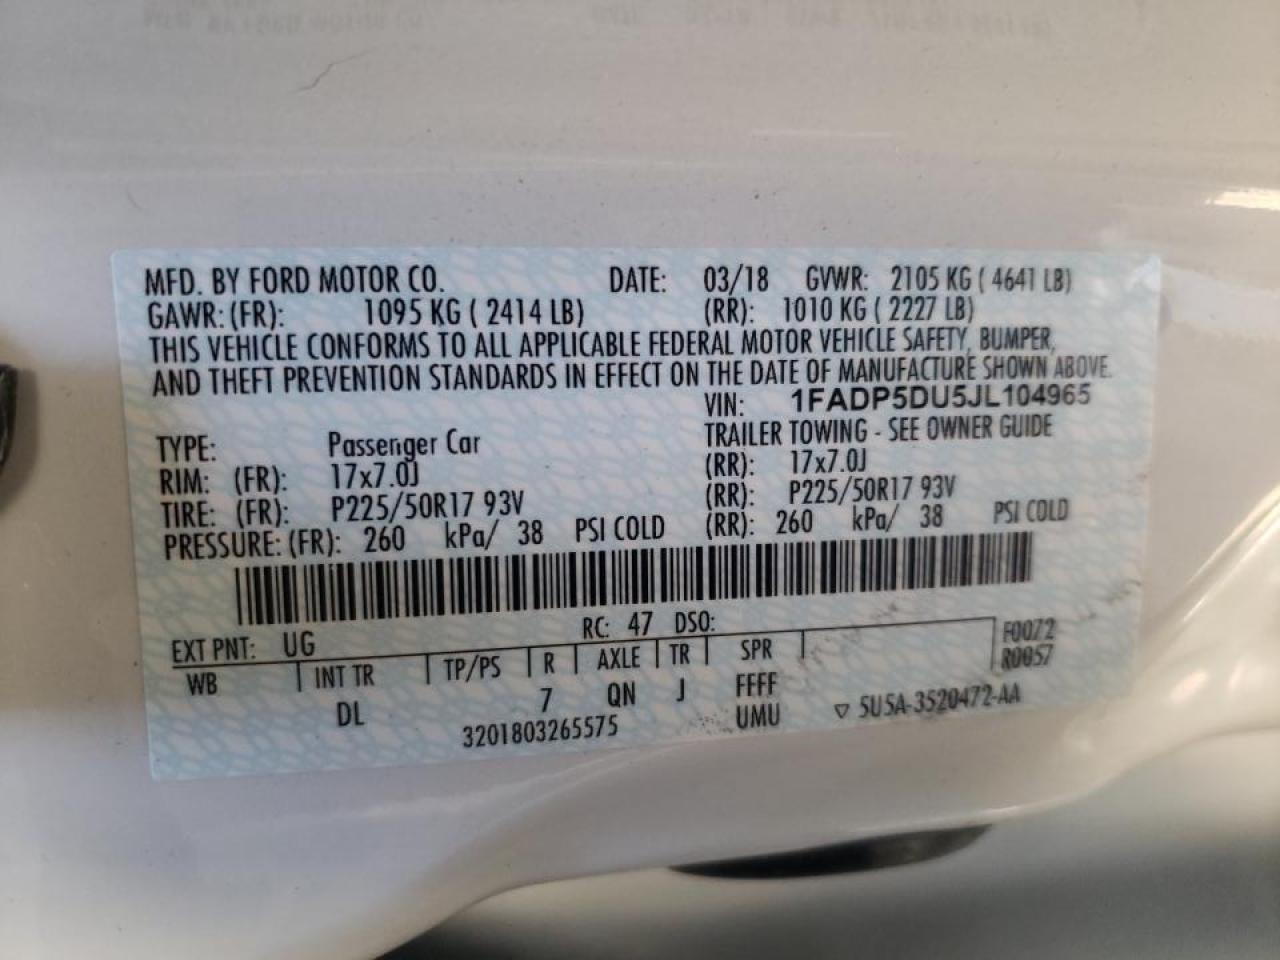 MFD. BY FORD MOTOR CO. DATE: 03/18 GVWR: 2105 KG ( 4641 LB)
GAWR: (FR): 1095 KG ( 2414 LB) (RR): 1010 KG ( 2227 LB)
THIS VEHICLE CONFORMS TO ALL APPLICABLE FEDERAL MOTOR VEHICLE SAFETY, BUMPER,
AND THEFT PREVENTION STANDARDS IN EFFECT ON THE DATE OF MANUFACTURE SHOWN ABOVE.
VIN: 1FADP5DU5JL104965
TYPE: Passenger Car TRAILER TOWING - SEE OWNER GUIDE
RIM: (FR): 17x7.0J (RR): 17x7.0J
TIRE: (FR): P225/50R17 93V (RR): P225/50R17 93V
PRESSURE: (FR): 260 kPa/ 38 PSI COLD (RR): 260 kPa/ 38 PSI COLD
EXT PNT: UG RC: 47 DSO: F0072
WB INT TR TP/PS R AXLE TR SPR R0057
DL 7 QN J FFFF
3201803265575 UMU ▽ 5U5A-3520472-AA